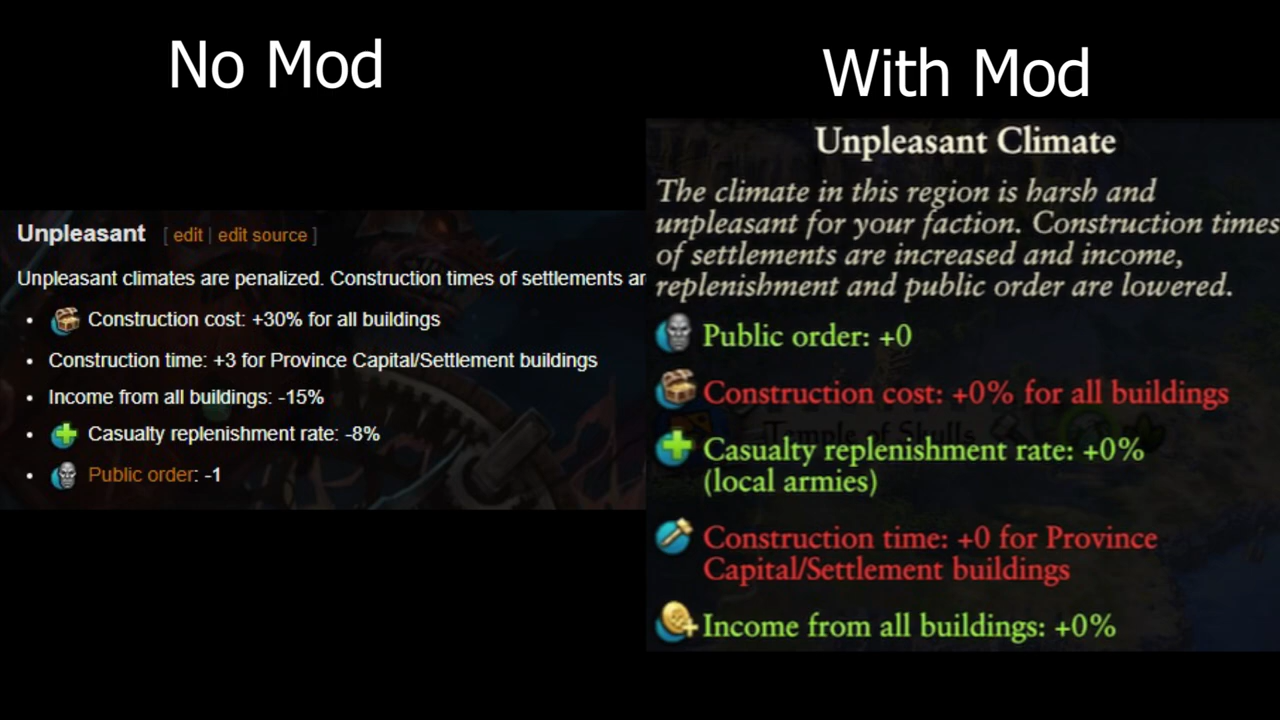 No Mod
With Mod
Unpleasant [ edit | edit source ]
Unpleasant climates are penalized. Construction times of settlements ar
• Construction cost: +30% for all buildings
• Construction time: +3 for Province Capital/Settlement buildings
• Income from all buildings: -15%
• Casualty replenishment rate: -8%
• Public order: -1
Unpleasant Climate
The climate in this region is harsh and
unpleasant for your faction. Construction times
of settlements are increased and income,
replenishment and public order are lowered.
Public order: +0
Construction cost: +0% for all buildings
Temple of Skulls
Casualty replenishment rate: +0%
(local armies)
Construction time: +0 for Province
Capital/Settlement buildings
Income from all buildings: +0%